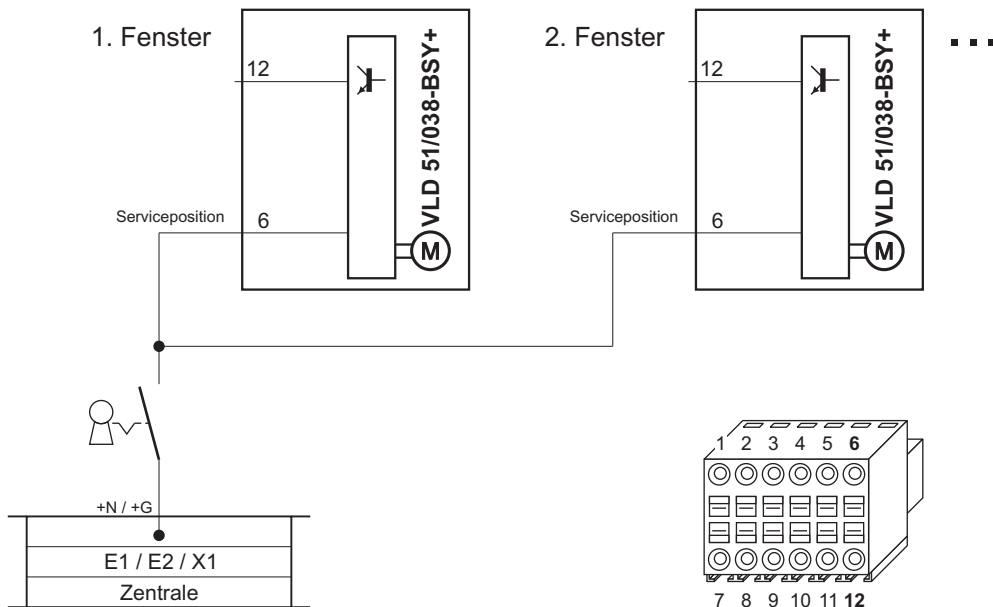 1. Fenster
12
VLD 51/038-BSY+
Serviceposition
6
M
2. Fenster
12
VLD 51/038-BSY+
Serviceposition
6
M
+N / +G
E1 / E2 / X1
Zentrale
1 2 3 4 5 6
7 8 9 10 11 12